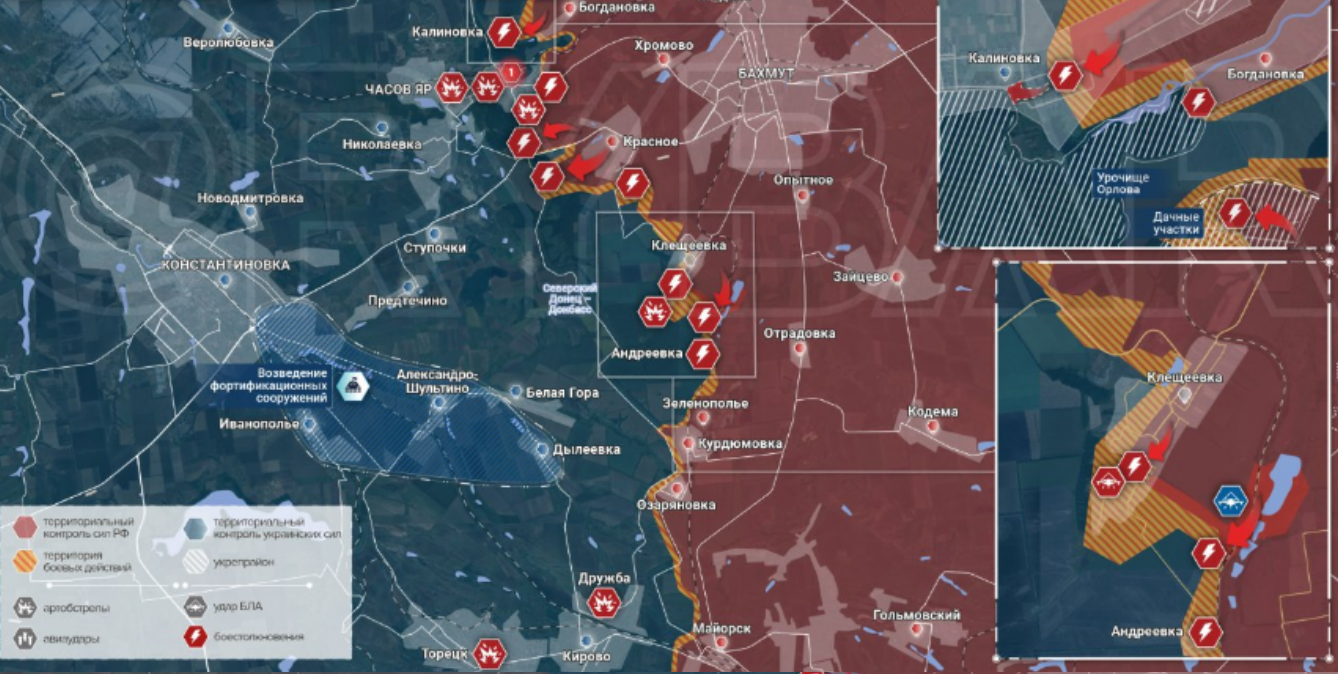 Богдановка
Калиновка
Веролюбовка
Хромово
БАХМУТ
1
ЧАСОВ ЯР
Николаевка
Красное
Опытное
Новодмитровка
Ступочки
Клещеевка
КОНСТАНТИНОВКА
Зайцево
Предтечино
Северский
Донец –
Донбасс
Отрадовка
Андреевка
Возведение
фортификационных
сооружений
Александро-
Шультино
Белая Гора
Зеленополье
Кодема
Иванополье
Курдюмовка
Дылеевка
Озаряновка
Дружба
Гольмовский
Майорск
Торецк
Кирово
территориальный
контроль сил РФ
территориальный
контроль украинских сил
территория
боевых действий
укрепрайон
артобстрелы
удар БЛА
авиаудары
боестолкновения
Калиновка
Богдановка
Урочище
Орлова
Дачные
участки
Клещеевка
Андреевка